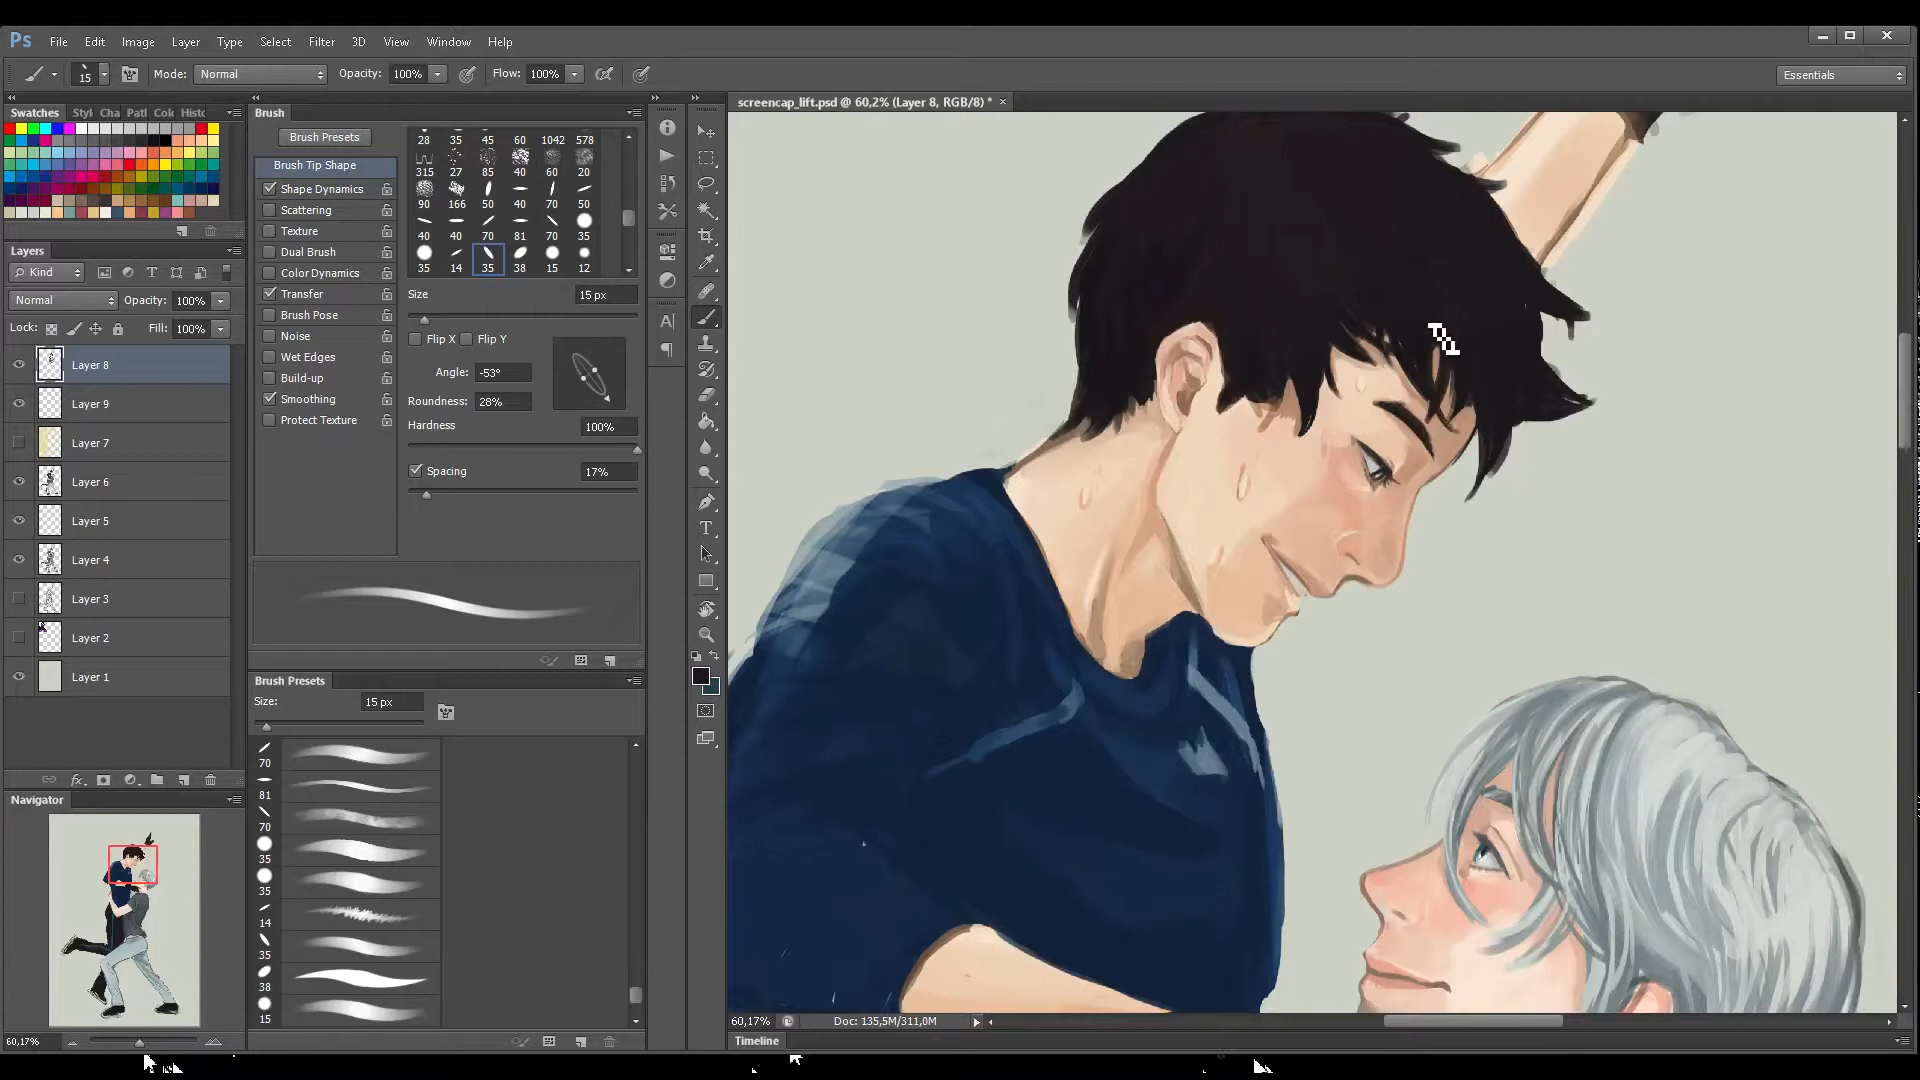 Ps File Edit Image Layer Type Select Filter 3D View Window Help
15 Mode: Normal Opacity: 100% Flow: 100% Essentials
Swatches Styl Cha Patl Colc Histc
Brush
screencap_lift.psd @ 60,2% (Layer 8, RGB/8) * ×
Brush Presets
28 35 45 60 1042 578
Brush Tip Shape
315 27 85 40 60 20
Shape Dynamics
90 166 50 40 70 50
Scattering
Texture
40 40 70 81 70 35
Dual Brush
35 14 35 38 15 12
Color Dynamics
Transfer
Brush Pose
Noise
Wet Edges
Build-up
Smoothing
Protect Texture
Size 15 px
Flip X Flip Y
Angle: -53°
Roundness: 28%
Hardness 100%
Spacing 17%
Layers
Kind
Normal Opacity: 100%
Lock: Fill: 100%
Layer 8
Layer 9
Layer 7
Layer 6
Layer 5
Layer 4
Layer 3
Layer 2
Layer 1
fx
Navigator
60,17%
Brush Presets
Size: 15 px
70
81
70
35
35
14
35
38
15
60,17% Doc: 135,5M/311,0M
Timeline